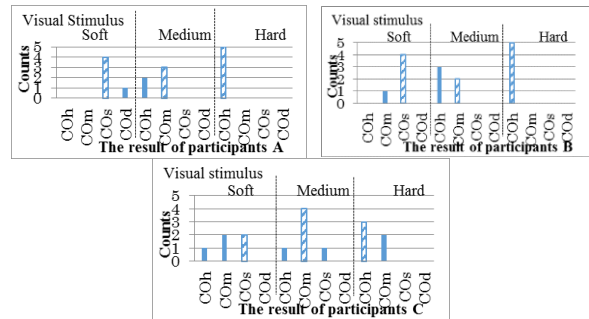 Visual Stimulus
Soft Medium Hard
Counts
5
4
3
2
1
0
COh COm COs COd COh COm COs COd COh COm COs COd
The result of participants A
Visual stimulus
Soft Medium Hard
Counts
5
4
3
2
1
0
COh COm COs COd COh COm COs COd COh COm COs COd
The result of participants B
Visual stimulus
Soft Medium Hard
Counts
5
4
3
2
1
0
COh COm COs COd COh COm COs COd COh COm COs COd
The result of participants C